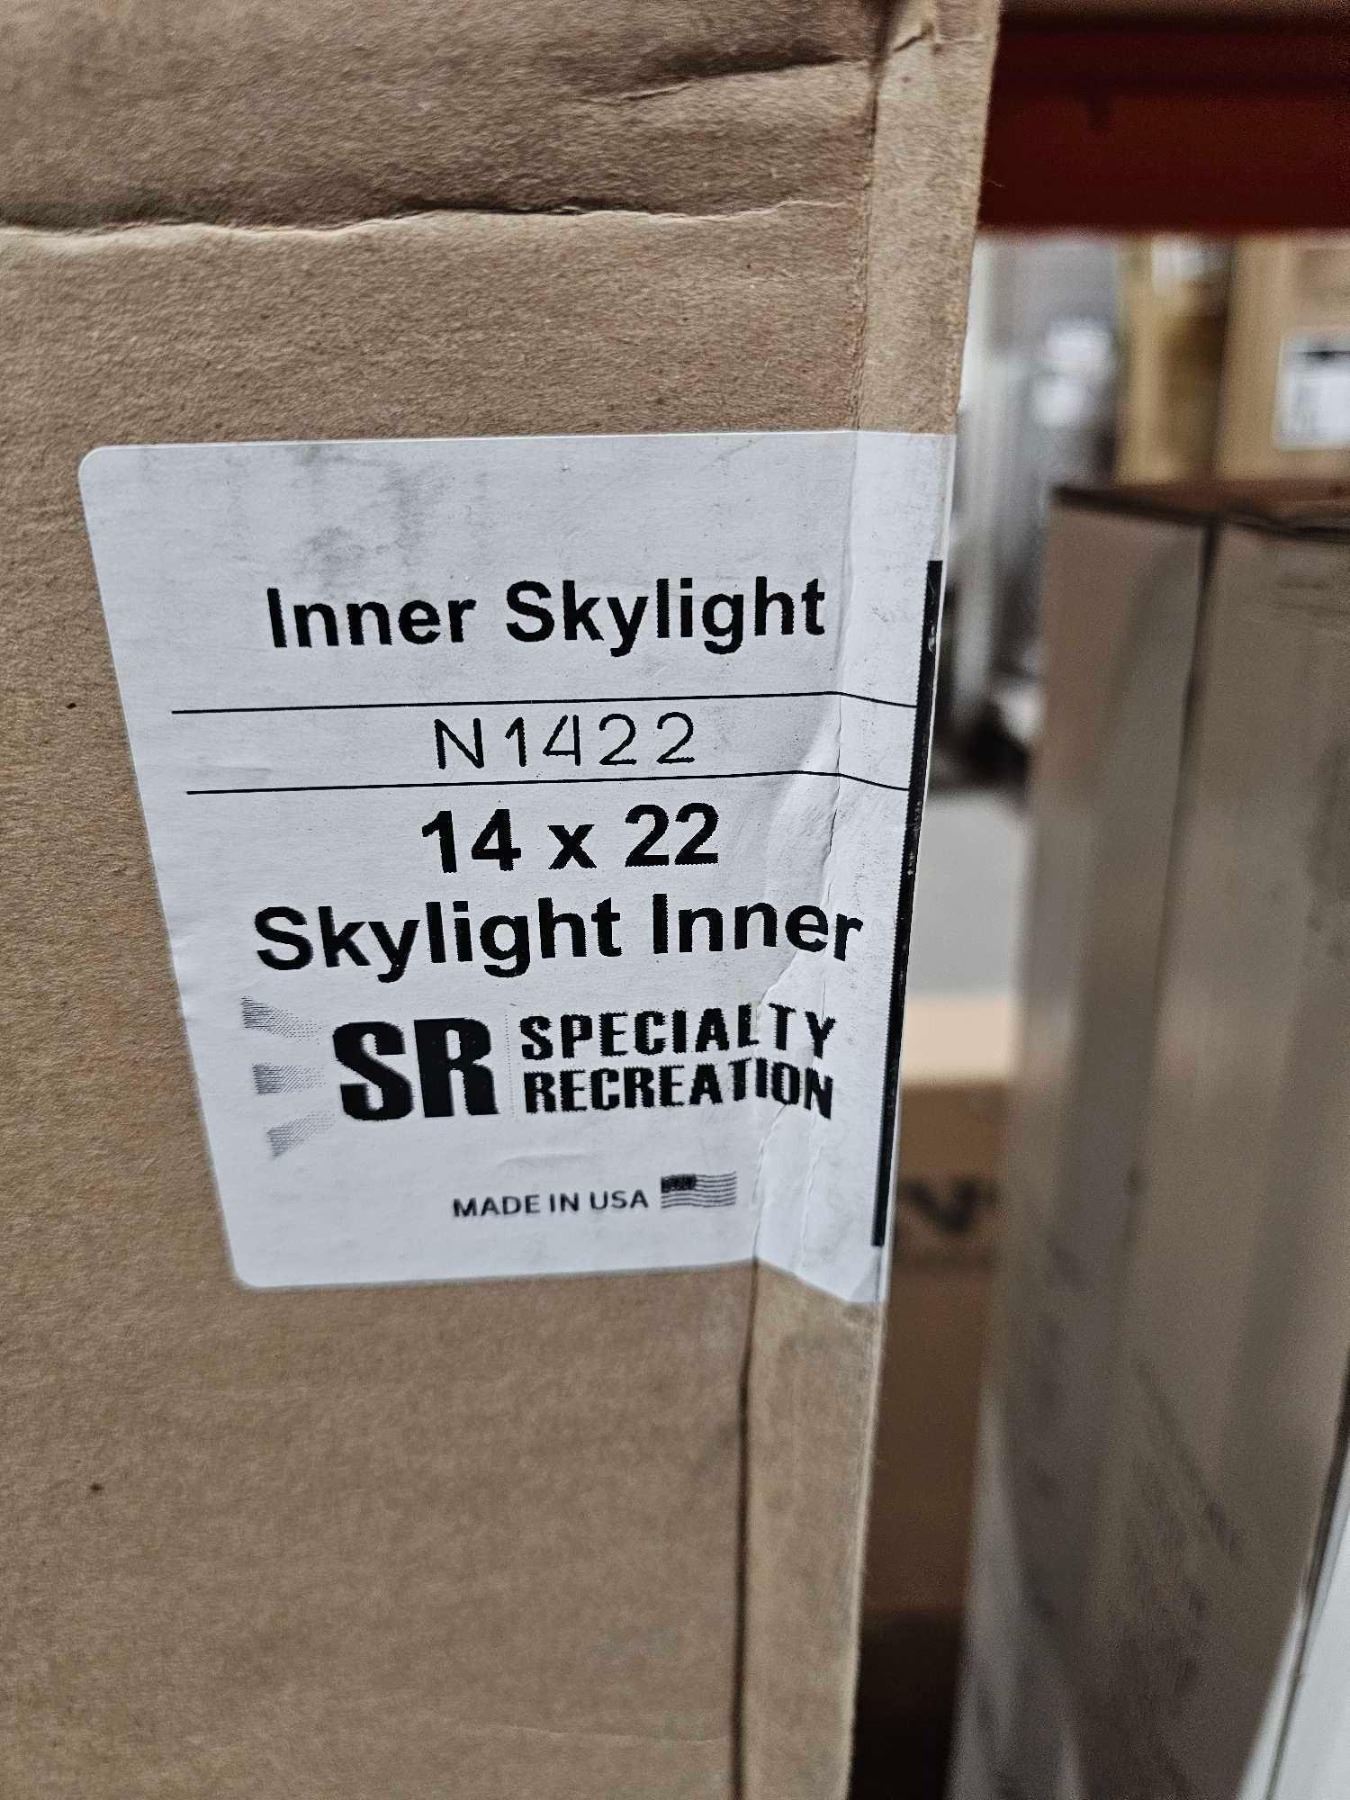 Inner Skylight
N1422
14 x 22
Skylight Inner
SR SPECIALTY
RECREATION
MADE IN USA